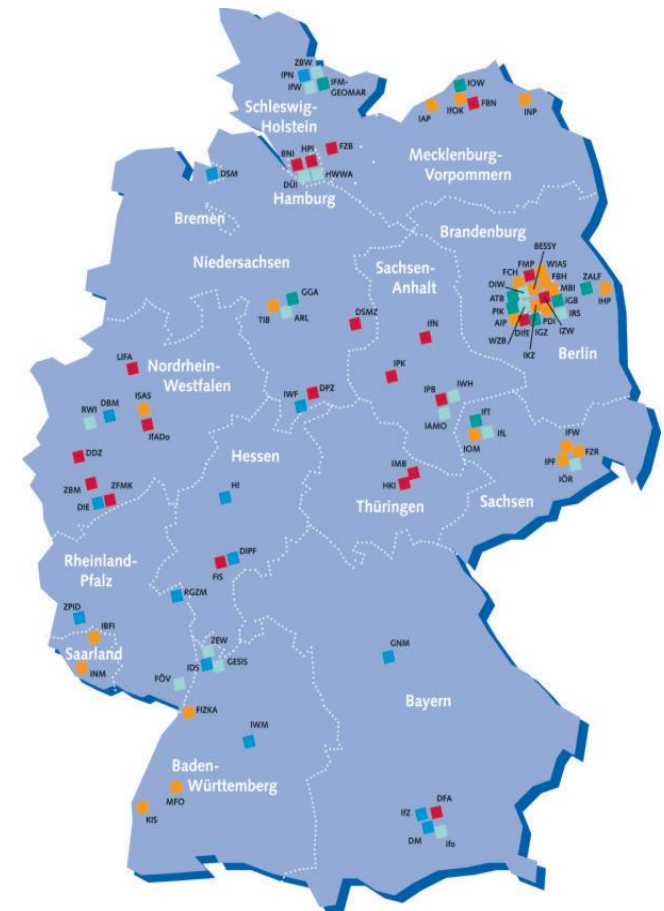 ZBW
IPN
IfW
IFM-
GEOMAR
Schleswig-
Holstein
IOW
IAP
IfOK
FBN
INP
Mecklenburg-
Vorpommern
BNI
HPI
FZB
DÜI
HWWA
Hamburg
DSM
Bremen
Niedersachsen
Brandenburg
BESSY
FMP
WIAS
FCH
FBH
DIW
MBI
ZALF
ATB
IGB
IHP
PIK
IRS
AIP
PDI
DIfE
IGZ
IZW
WZB
IKZ
Berlin
Sachsen-
Anhalt
GGA
TIB
ARL
DSMZ
IfN
IPK
LIFA
Nordrhein-
Westfalen
ISAS
RWI
DBM
IfADo
IWF
DPZ
IPB
IWH
IAMO
IfT
IfL
IOM
IFW
FZR
IPF
IÖR
DDZ
ZBM
ZFMK
DIE
Hessen
HI
IMB
HKI
Thüringen
Sachsen
Rheinland-
Pfalz
DIPF
FIS
RGZM
ZPID
IBFI
Saarland
INM
ZEW
IDS
GESIS
FÖV
FIZKA
GNM
Bayern
IWM
Baden-
Württemberg
MFO
KIS
IfZ
DFA
DM
ifo